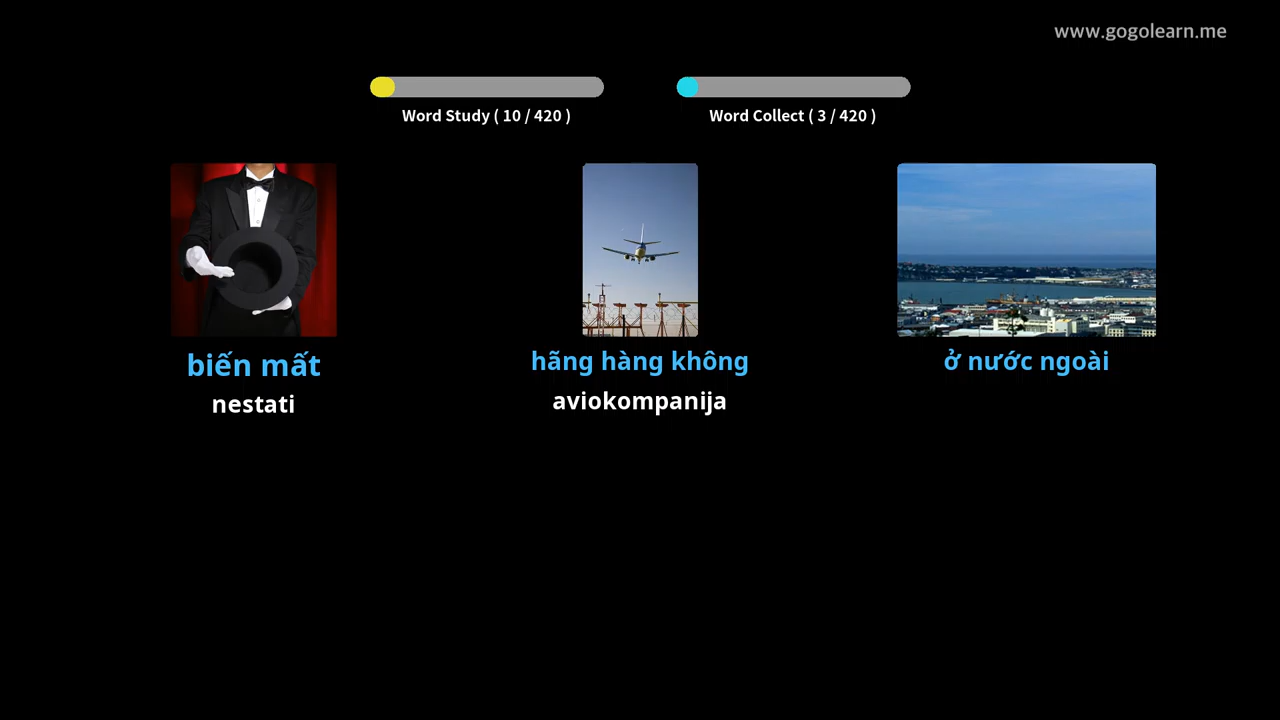 www.gogolearn.me
Word Study ( 10 / 420 )
Word Collect ( 3 / 420 )
biến mất
nestati
hãng hàng không
aviokompanija
ở nước ngoài